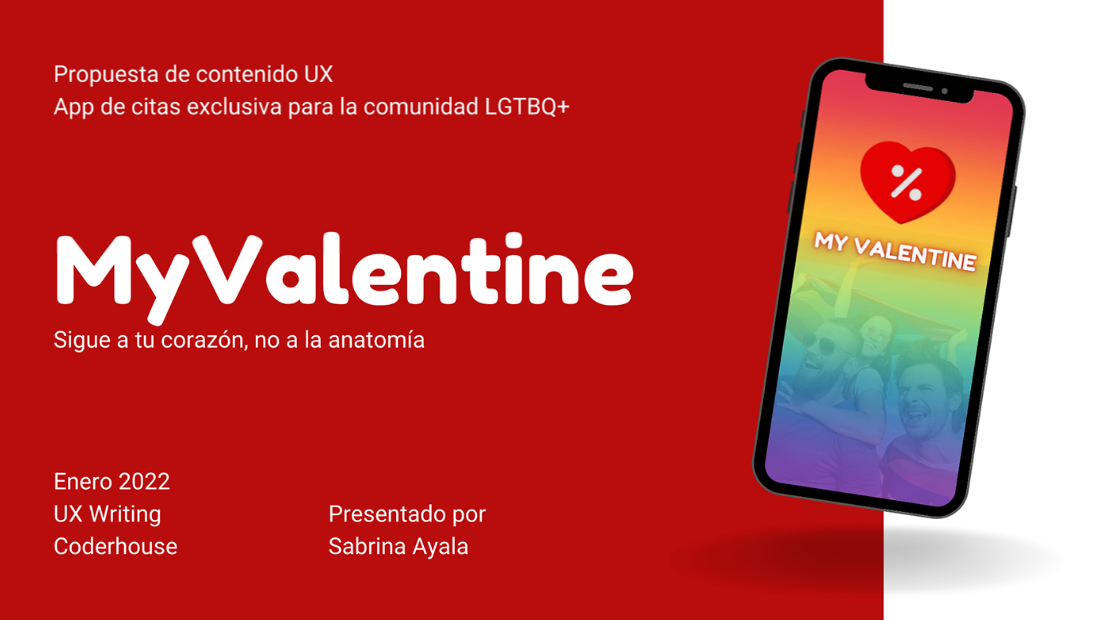 Propuesta de contenido UX
App de citas exclusiva para la comunidad LGTBQ+
MyValentine
Sigue a tu corazón, no a la anatomía
Enero 2022
UX Writing
Coderhouse
Presentado por
Sabrina Ayala
%
MY VALENTINE